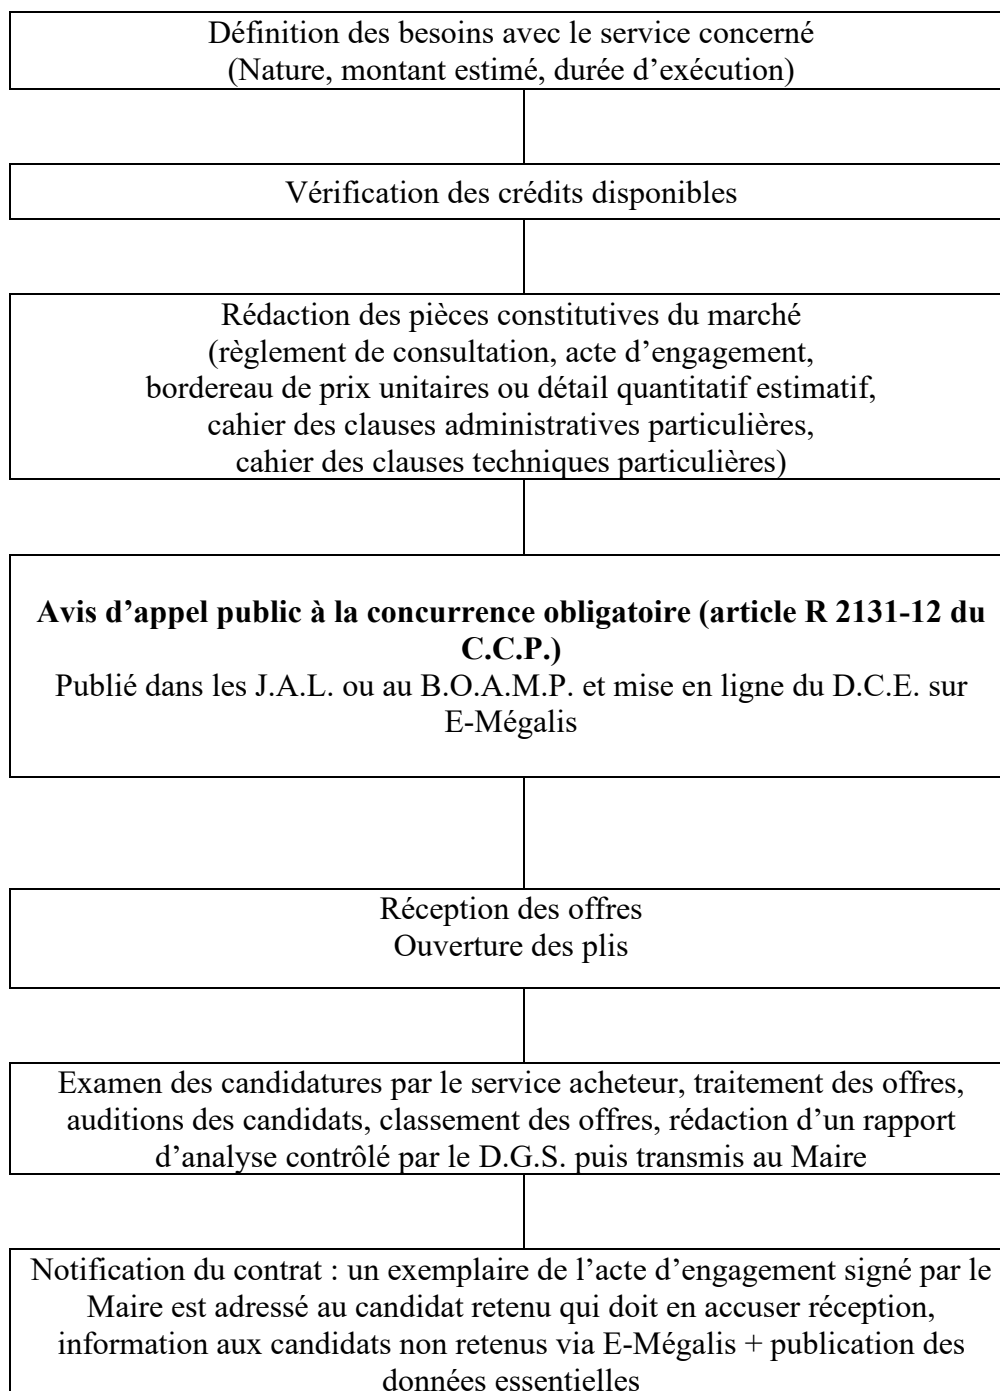 Définition des besoins avec le service concerné
(Nature, montant estimé, durée d’exécution)
Vérification des crédits disponibles
Rédaction des pièces constitutives du marché
(règlement de consultation, acte d’engagement,
bordereau de prix unitaires ou détail quantitatif estimatif,
cahier des clauses administratives particulières,
cahier des clauses techniques particulières)
Avis d’appel public à la concurrence obligatoire (article R 2131-12 du
C.C.P.)
Publié dans les J.A.L. ou au B.O.A.M.P. et mise en ligne du D.C.E. sur
E-Mégalis
Réception des offres
Ouverture des plis
Examen des candidatures par le service acheteur, traitement des offres,
auditions des candidats, classement des offres, rédaction d’un rapport
d’analyse contrôlé par le D.G.S. puis transmis au Maire
Notification du contrat : un exemplaire de l’acte d’engagement signé par le
Maire est adressé au candidat retenu qui doit en accuser réception,
information aux candidats non retenus via E-Mégalis + publication des
données essentielles